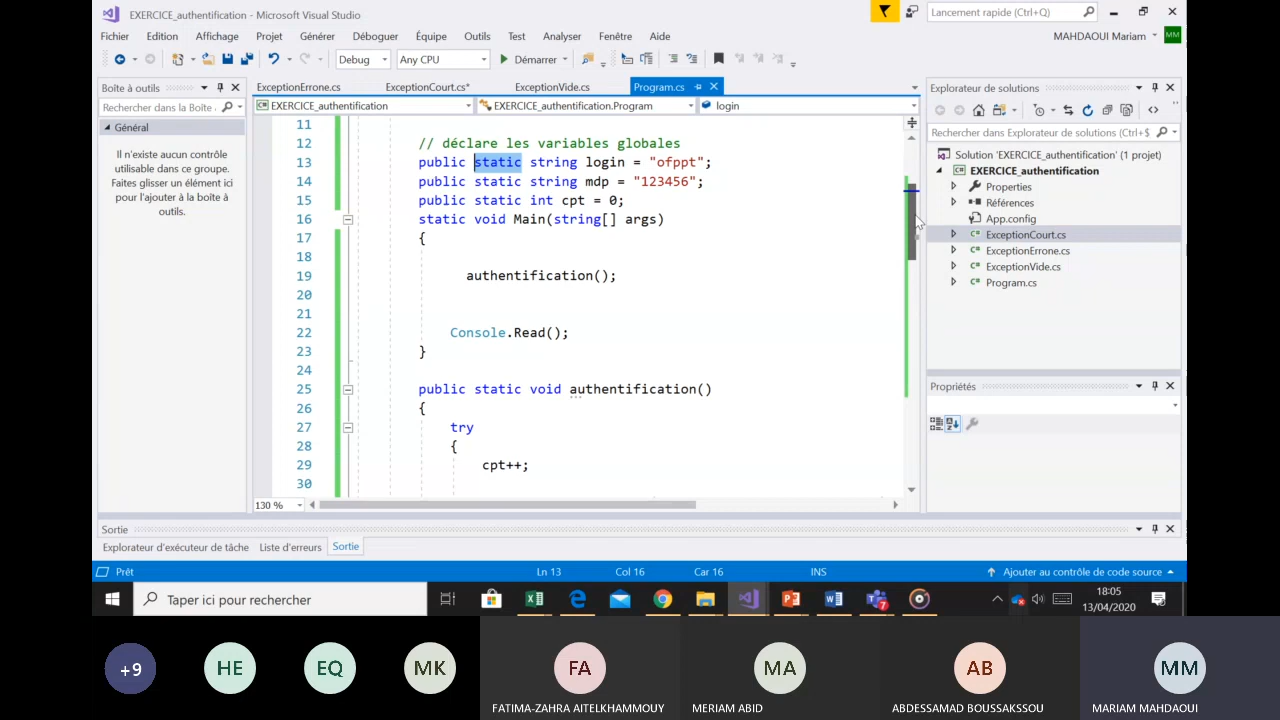 EXERCICE_authentification - Microsoft Visual Studio
Lancement rapide (Ctrl+Q)
Fichier Edition Affichage Projet Générer Déboguer Équipe Outils Test Analyser Fenêtre Aide
MAHDAOUI Mariam MM
Debug Any CPU Démarrer
Boîte à outils
Rechercher dans la Boîte
Général
Il n'existe aucun contrôle
utilisable dans ce groupe.
Faites glisser un élément ici
pour l'ajouter à la boîte à
outils.
ExceptionErrone.cs ExceptionCourt.cs* ExceptionVide.cs Program.cs
EXERCICE_authentification EXERCICE_authentification.Program login
11
12 // déclare les variables globales
13 public static string login = "ofppt";
14 public static string mdp = "123456";
15 public static int cpt = 0;
16 static void Main(string[] args)
17 {
18
19 authentification();
20
21
22 Console.Read();
23 }
24
25 public static void authentification()
26 {
27 try
28 {
29 cpt++;
30
130 %
Explorateur de solutions
Rechercher dans Explorateur de solutions (Ctrl+$
Solution 'EXERCICE_authentification' (1 projet)
EXERCICE_authentification
Properties
Références
App.config
ExceptionCourt.cs
ExceptionErrone.cs
ExceptionVide.cs
Program.cs
Propriétés
Sortie
Explorateur d'exécuteur de tâche Liste d'erreurs Sortie
Prêt Ln 13 Col 16 Car 16 INS Ajouter au contrôle de code source
Taper ici pour rechercher
7
18:05
13/04/2020
+9 HE EQ MK FA MA AB MM
FATIMA-ZAHRA AITELKHAMMOUY MERIAM ABID ABDESSAMAD BOUSSAKSSOU MARIAM MAHDAOUI